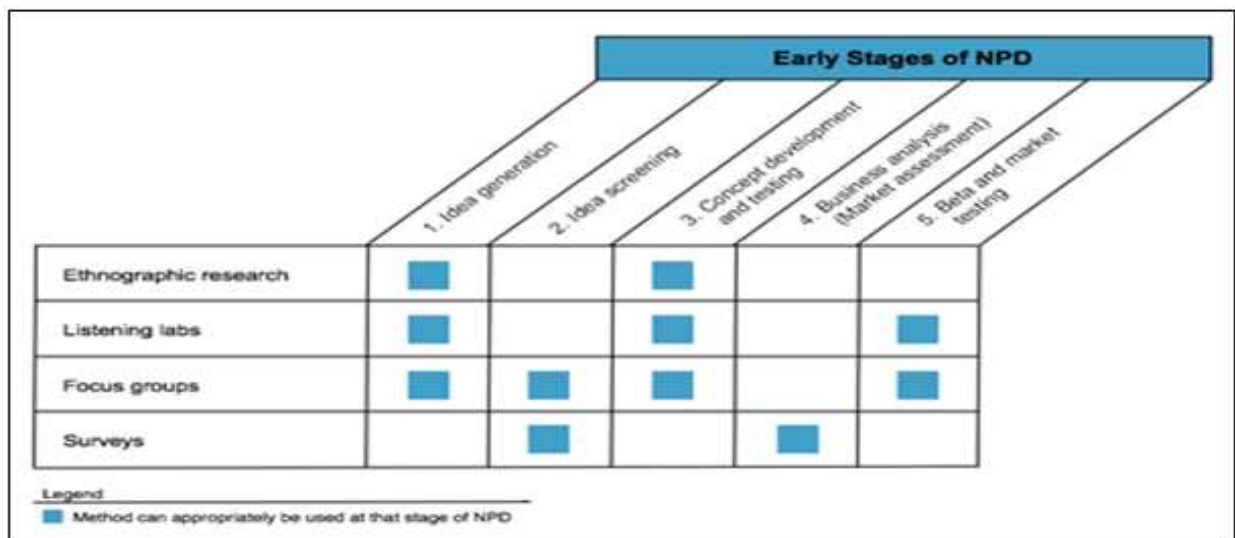 Early Stages of NPD
1. Idea generation
2. Idea screening
3. Concept development
and testing
4. Business analysis
(Market assessment)
5. Beta and market
testing
Ethnographic research
Listening labs
Focus groups
Surveys
Legend
Method can appropriately be used at that stage of NPD